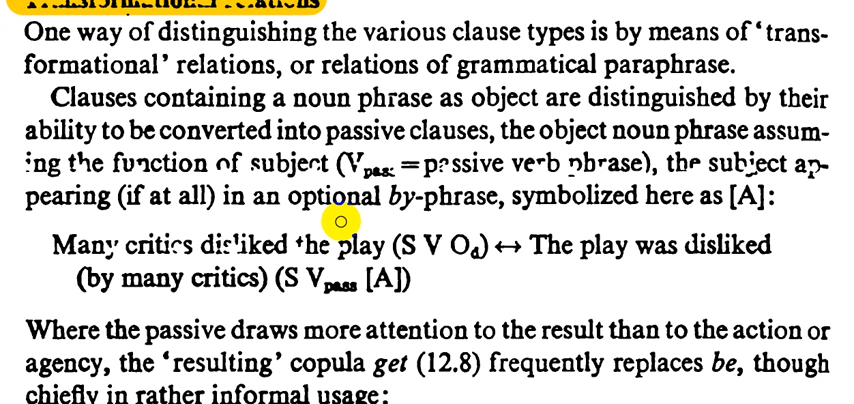 One way of distinguishing the various clause types is by means of ‘trans-
formational’ relations, or relations of grammatical paraphrase.
Clauses containing a noun phrase as object are distinguished by their
ability to be converted into passive clauses, the object noun phrase assum-
ing the function of subject (Vpass = passive verb phrase), the subject ap-
pearing (if at all) in an optional by-phrase, symbolized here as [A]:
Many critics disliked the play (S V Od) ↔ The play was disliked
(by many critics) (S Vpass [A])
Where the passive draws more attention to the result than to the action or
agency, the ‘resulting’ copula get (12.8) frequently replaces be, though
chiefly in rather informal usage: